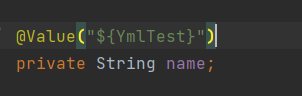 @Value("${YmlTest}")
private String name;